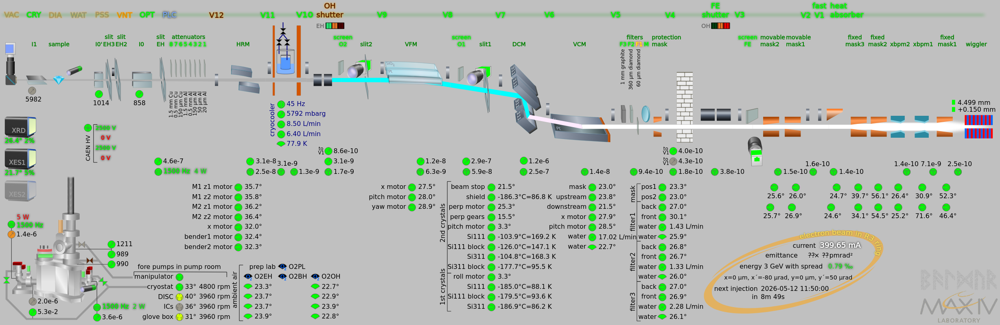 VAC CRY DIA WAT PSS VNT OPT PLC V12 V11 V10 OH shutter V9 V8 V7 V6 V5 V4 FE shutter V3 V2 V1 fast heat absorber
EH OH
I1 sample I0' slit EH3 slit EH2 I0 slit EH attenuators 8 7 6 5 4 3 2 1 HRM screen O2 slit2 VFM screen O1 slit1 DCM VCM filters F3 F2 F1 M protection mask screen FE movable mask2 movable mask1 fixed mask3 fixed mask2 xbpm2 xbpm1 fixed mask1 wiggler
1.5 mm Cu
0.5 mm Cu
150 µm Cu
1.5 mm Al
0.5 mm Al
150 µm Al
50 µm Al
20 µm Al
SiO2
Pt
311
111
311
111
Pt
1 mm graphite
360 µm diamond
60 µm diamond
4.499 mm
+0.150 mm
5982 1014 858
cryocooler
45 Hz
5792 mbarg
8.50 L/min
6.40 L/min
77.9 K
XRD
26.4° 2%
XES1
21.7° 5%
XES2
CAEN HV
2500 V
0 V
2500 V
0 V
to V1 8.6e-10 to V1 4.0e-10
4.6e-7 3.1e-8 3.1e-9 3.1e-9 1.2e-8 2.9e-7 1.2e-6 to V1 4.3e-10 1.6e-10 1.4e-10 7.1e-9 2.5e-10
1500 Hz 4 W 2.5e-8 1.3e-9 1.7e-9 6.3e-9 5.9e-8 2.5e-7 1.4e-8 9.4e-10 1.8e-10 3.8e-10 1.5e-10 1.4e-10
M1 z1 motor 35.7°
M1 z2 motor 35.8°
M2 z1 motor 36.2°
M2 z2 motor 36.4°
x motor 32.0°
bender1 motor 32.4°
bender2 motor 32.3°
x motor 27.5°
pitch motor 28.0°
yaw motor 28.9°
2nd crystals
beam stop 21.5°
shield -186.3°C=86.8 K
perp motor 25.3°
perp gears 15.5°
pitch motor 3.3°
Si111 -103.9°C=169.2 K
Si111 block -126.0°C=147.1 K
Si311 -104.8°C=168.3 K
Si311 block -177.7°C=95.5 K
1st crystals
roll motor 3.3°
Si111 -185.0°C=88.1 K
Si111 block -179.5°C=93.6 K
Si311 -186.9°C=86.2 K
mask 23.0°
upstream 23.8°
downstream 21.5°
x motor 27.9°
pitch motor 28.5°
water 17.02 L/min
water 22.7°
mask
pos1 23.3°
pos2 23.0°
filter1
back 27.0°
front 30.1°
water 1.43 L/min
water 25.9°
filter2
back 26.8°
front 26.7°
water 1.33 L/min
water 26.0°
filter3
back 27.0°
front 26.9°
water 2.28 L/min
water 26.1°
25.6° 26.0° 24.7° 39.7° 56.1° 26.4° 30.9° 52.3°
25.7° 26.9° 24.6° 34.1° 54.5° 25.2° 71.6° 46.4°
5 W
1500 Hz
1.4e-6
1211
989
990
2.0e-6
5.3e-2
1500 Hz 2 W
3.6e-6
fore pumps in pump room
manipulator
cryostat 33° 4800 rpm
DISC 40° 3960 rpm
ICs 36° 3960 rpm
glove box 31° 3960 rpm
ambient air
prep lab O2 O2PL
O2 O2EH O2 O2BH O2 O2OH
23.3° 22.7°
23.7° 22.9°
23.7° 23.9°
23.9° 22.8°
electron beam in R3 ring
current 399.65 mA
emittance ??× ??pmrad²
energy 3 GeV with spread 0.79 ‰
x=0 µm, x´=-80 µrad, y=0 µm, y´=50 µrad
next injection 2026-05-12 11:50:00
in 8m 49s
ᛒᚨᛚᛞᚢᚱ
MAX IV
LABORATORY